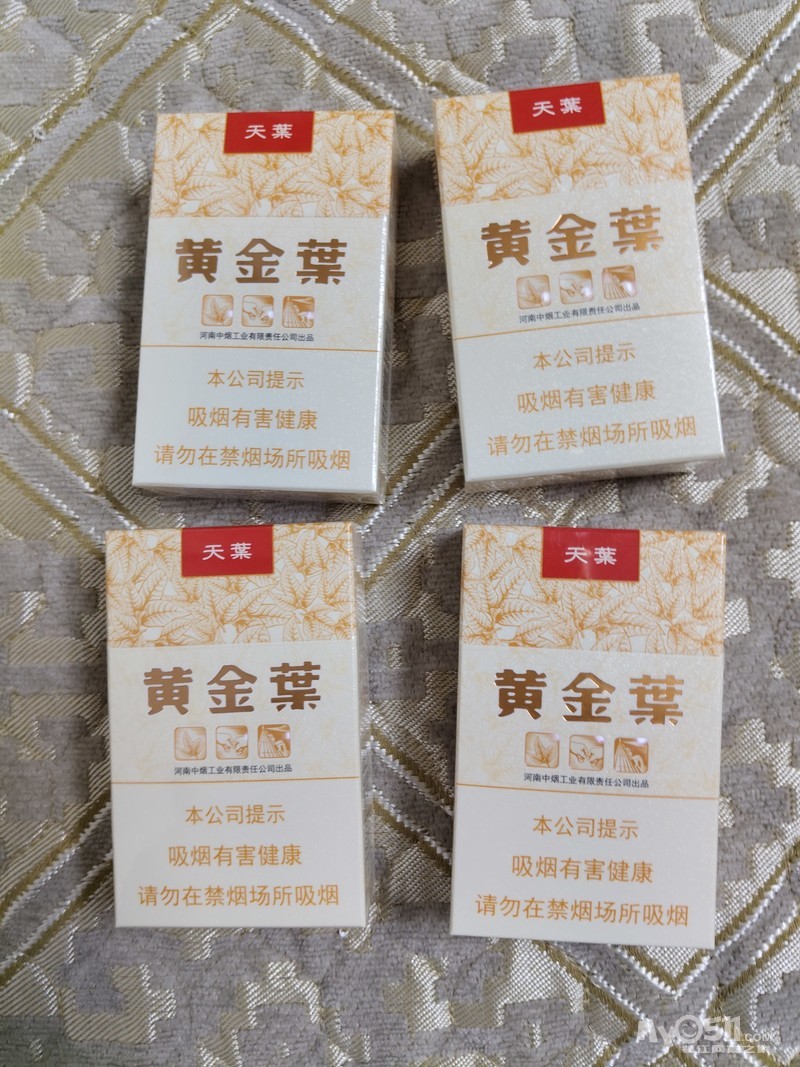 天葉
黄金葉
河南中烟工业有限责任公司出品
本公司提示
吸烟有害健康
请勿在禁烟场所吸烟
天葉
黄金葉
河南中烟工业有限责任公司出品
本公司提示
吸烟有害健康
请勿在禁烟场所吸烟
天葉
黄金葉
河南中烟工业有限责任公司出品
本公司提示
吸烟有害健康
请勿在禁烟场所吸烟
天葉
黄金葉
河南中烟工业有限责任公司出品
本公司提示
吸烟有害健康
请勿在禁烟场所吸烟
My0511.COM